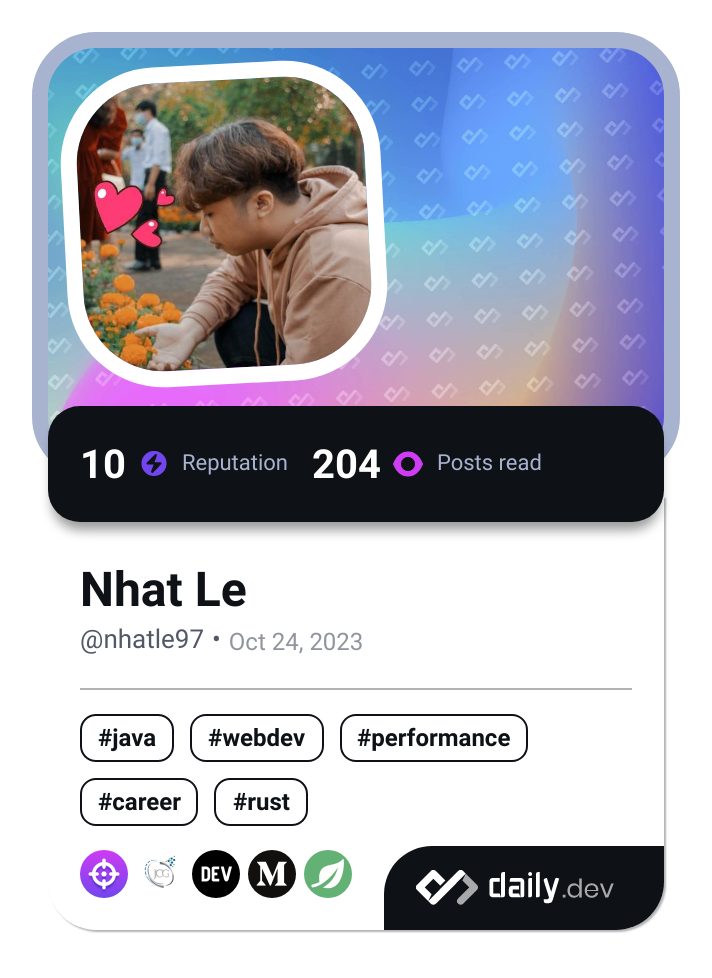 10 Reputation 204 Posts read
Nhat Le
@nhatle97 • Oct 24, 2023
#java #webdev #performance
#career #rust
JCG DEV M daily.dev